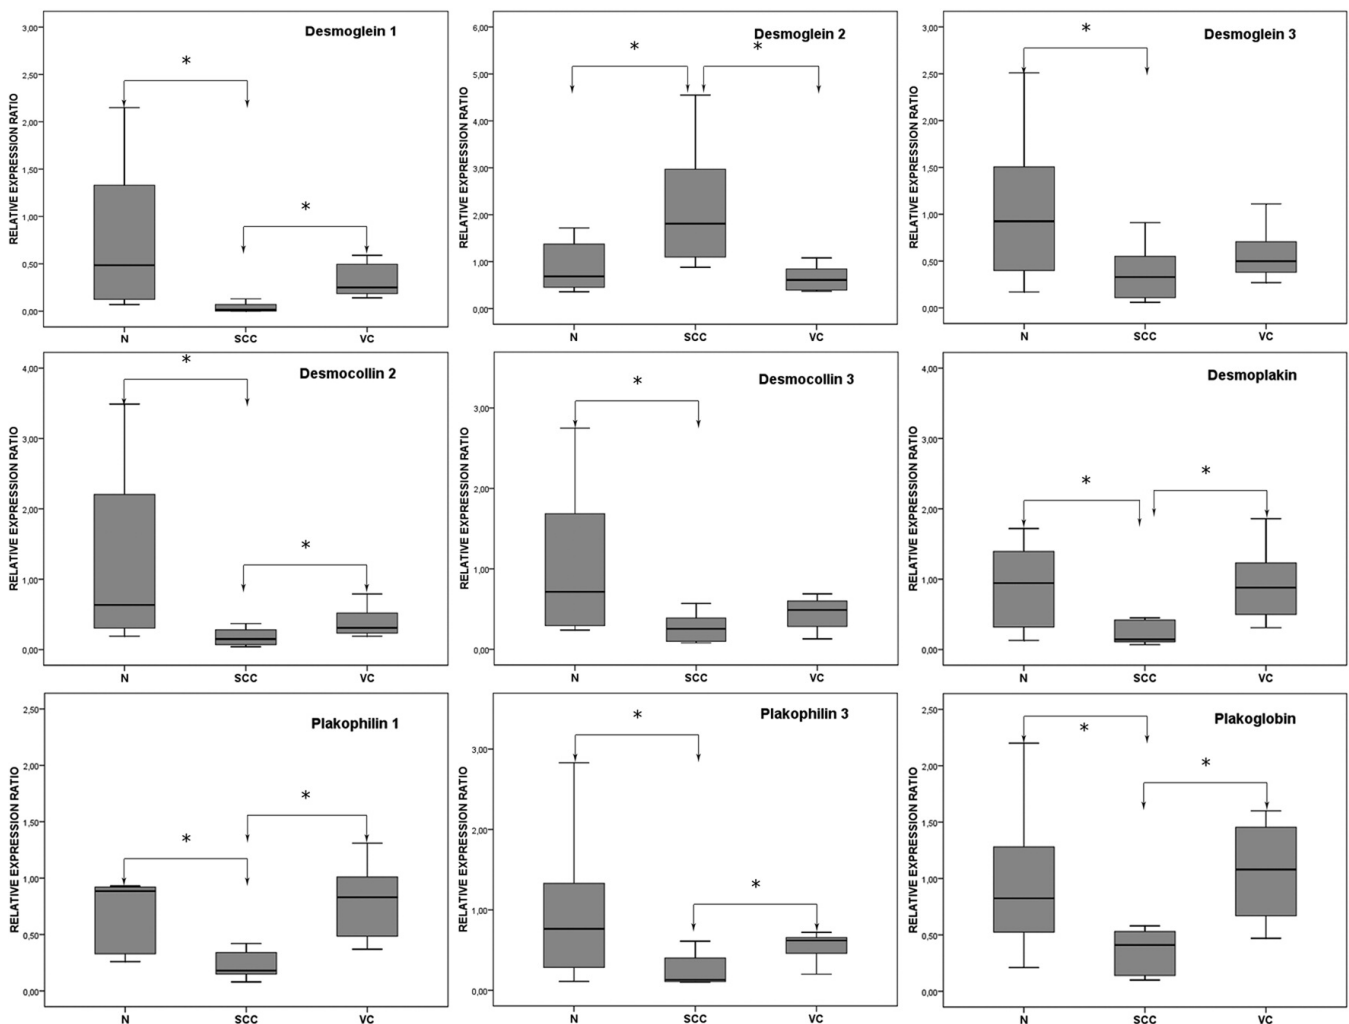 Desmoglein 1
*
*
RELATIVE EXPRESSION RATIO
3,00
2,50
2,00
1,50
1,00
0,50
0,00
N SCC VC
Desmoglein 2
*
*
RELATIVE EXPRESSION RATIO
6,00
5,00
4,00
3,00
2,00
1,00
0,00
N SCC VC
Desmoglein 3
*
RELATIVE EXPRESSION RATIO
3,00
2,50
2,00
1,50
1,00
0,50
0,00
N SCC VC
Desmocollin 2
*
*
RELATIVE EXPRESSION RATIO
4,00
3,00
2,00
1,00
0,00
N SCC VC
Desmocollin 3
*
RELATIVE EXPRESSION RATIO
3,00
2,00
1,00
0,00
N SCC VC
Desmoplakin
*
*
RELATIVE EXPRESSION RATIO
4,00
3,00
2,00
1,00
0,00
N SCC VC
Plakophilin 1
*
*
RELATIVE EXPRESSION RATIO
2,50
2,00
1,50
1,00
0,50
0,00
N SCC VC
Plakophilin 3
*
*
RELATIVE EXPRESSION RATIO
3,00
2,00
1,00
0,00
N SCC VC
Plakoglobin
*
*
RELATIVE EXPRESSION RATIO
2,50
2,00
1,50
1,00
0,50
0,00
N SCC VC